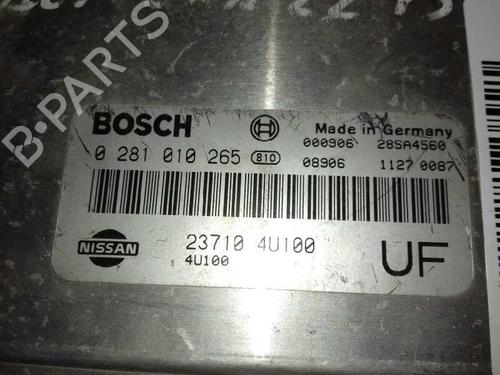 BOSCH
Made in Germany
000906 28SA4560
0 281 010 265 810
08906 1127 0087
NISSAN
23710 4U100
4U100
UF
B-PARTS